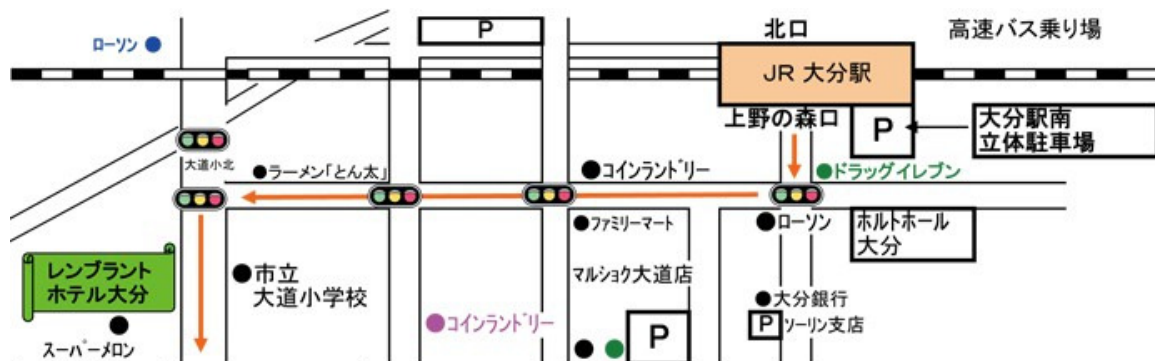 P
北口
高速バス乗り場
ローソン
JR 大分駅
上野の森口
P
大分駅南
立体駐車場
大道小北
ラーメン「とん太」
コインランドリー
ドラッグイレブン
ファミリーマート
ローソン
ホルトホール
大分
レンブラント
ホテル大分
市立
大道小学校
マルショク大道店
大分銀行
P
ソーリン支店
コインランドリー
P
スーパーメロン